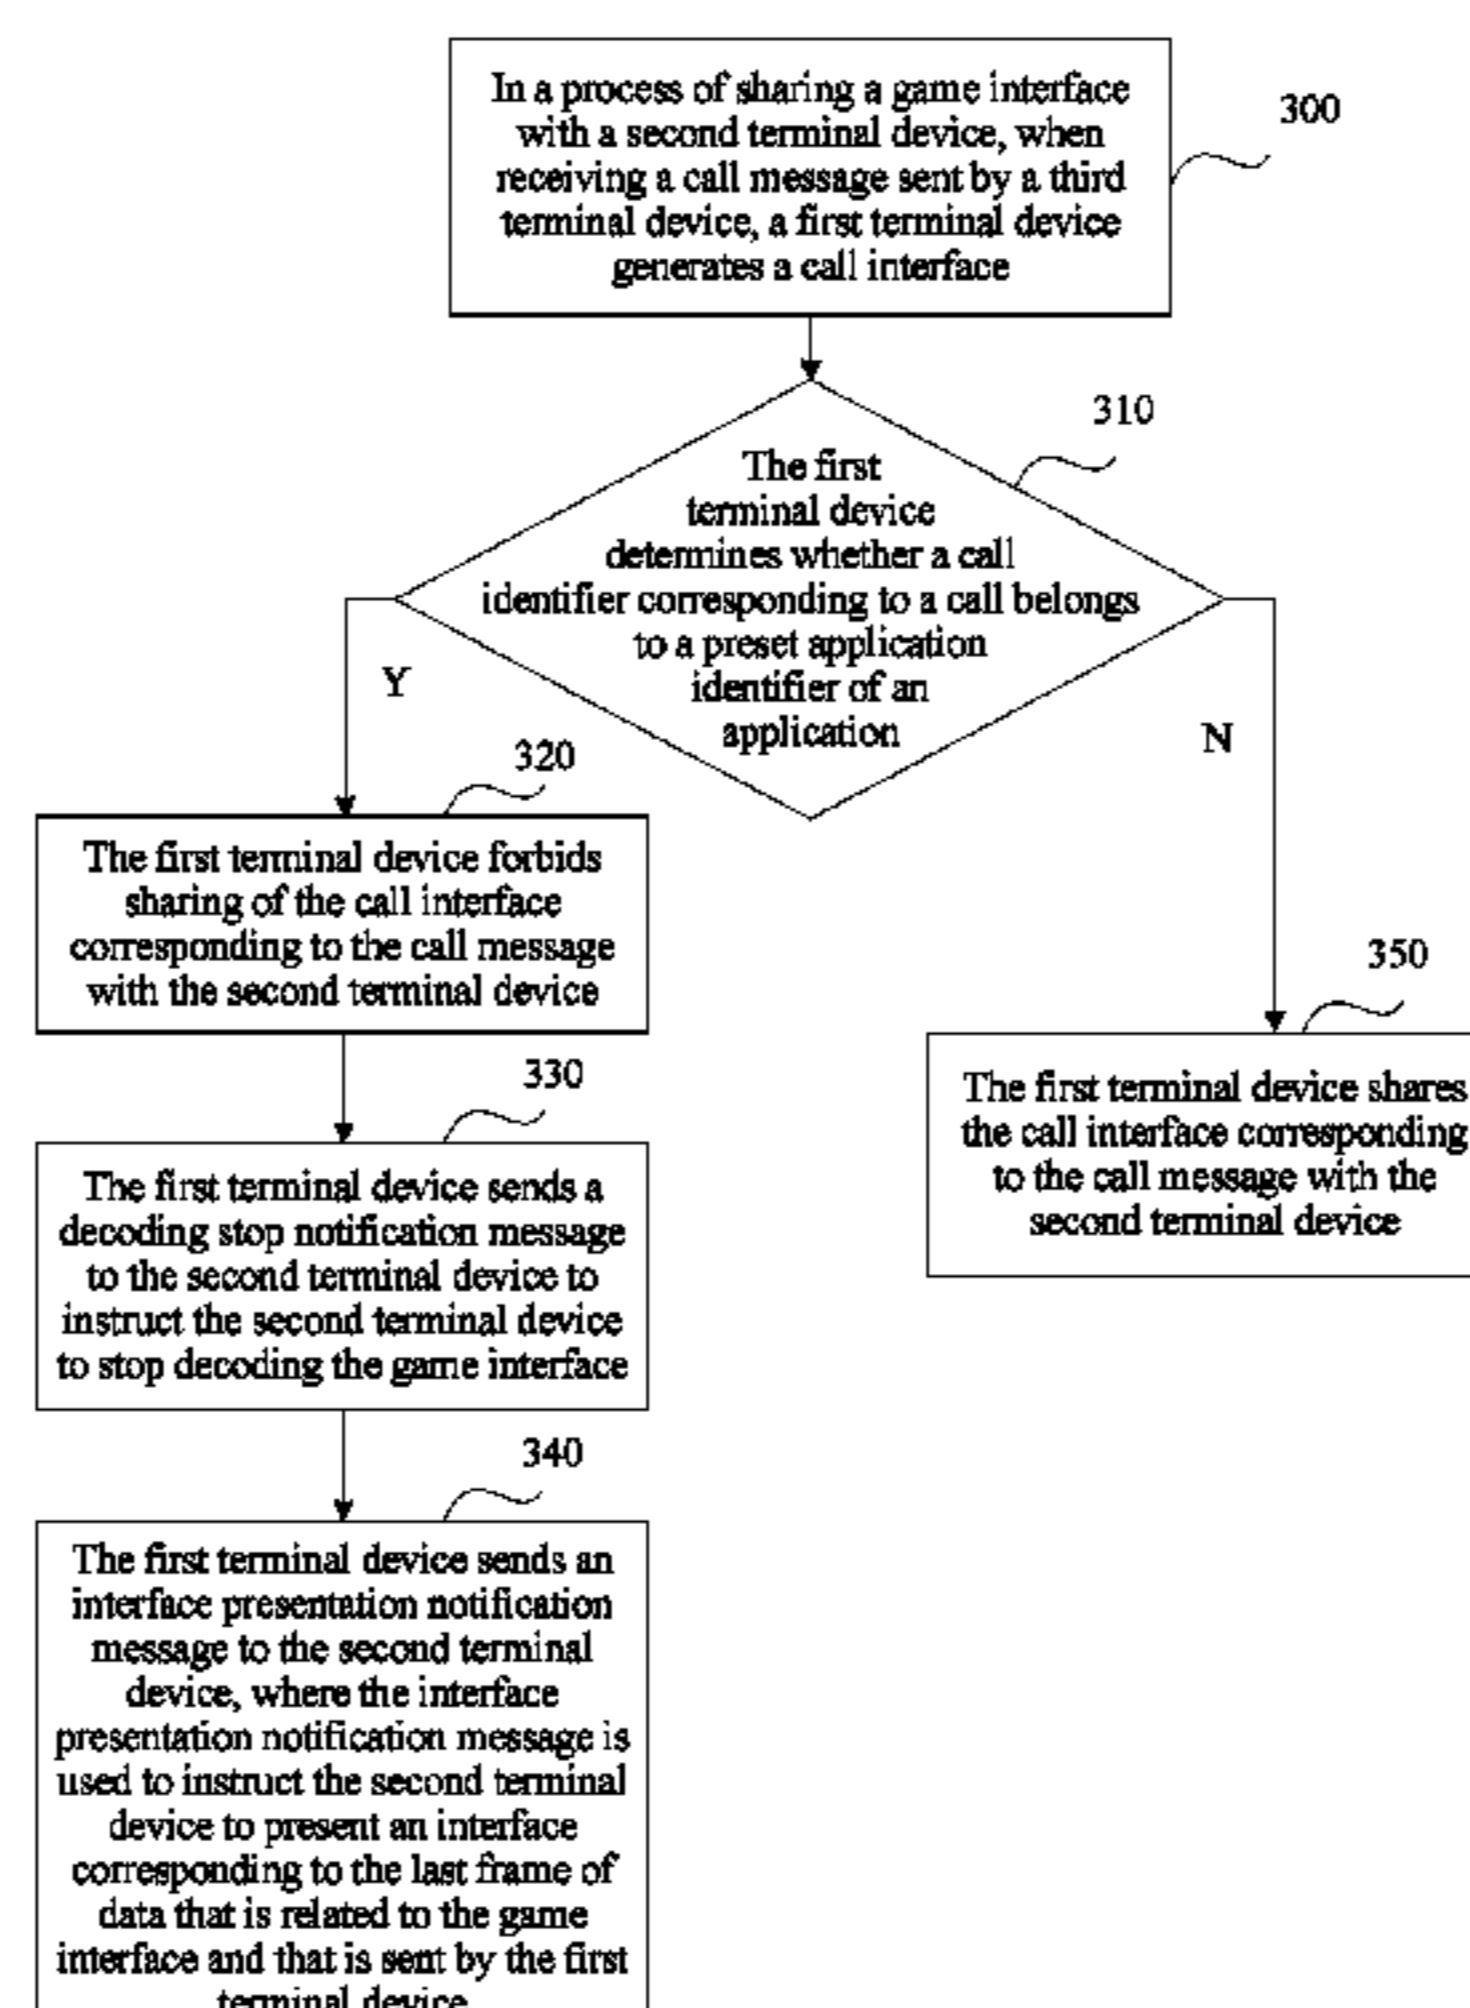 In a process of sharing a game interface
with a second terminal device, when
receiving a call message sent by a third
terminal device, a first terminal device
generates a call interface
300
310
The first
terminal device
determines whether a call
identifier corresponding to a call belongs
to a preset application
identifier of an
application
Y
N
320
The first terminal device forbids
sharing of the call interface
corresponding to the call message
with the second terminal device
330
The first terminal device sends a
decoding stop notification message
to the second terminal device to
instruct the second terminal device
to stop decoding the game interface
340
The first terminal device sends an
interface presentation notification
message to the second terminal
device, where the interface
presentation notification message is
used to instruct the second terminal
device to present an interface
corresponding to the last frame of
data that is related to the game
interface and that is sent by the first
terminal device
350
The first terminal device shares
the call interface corresponding
to the call message with the
second terminal device